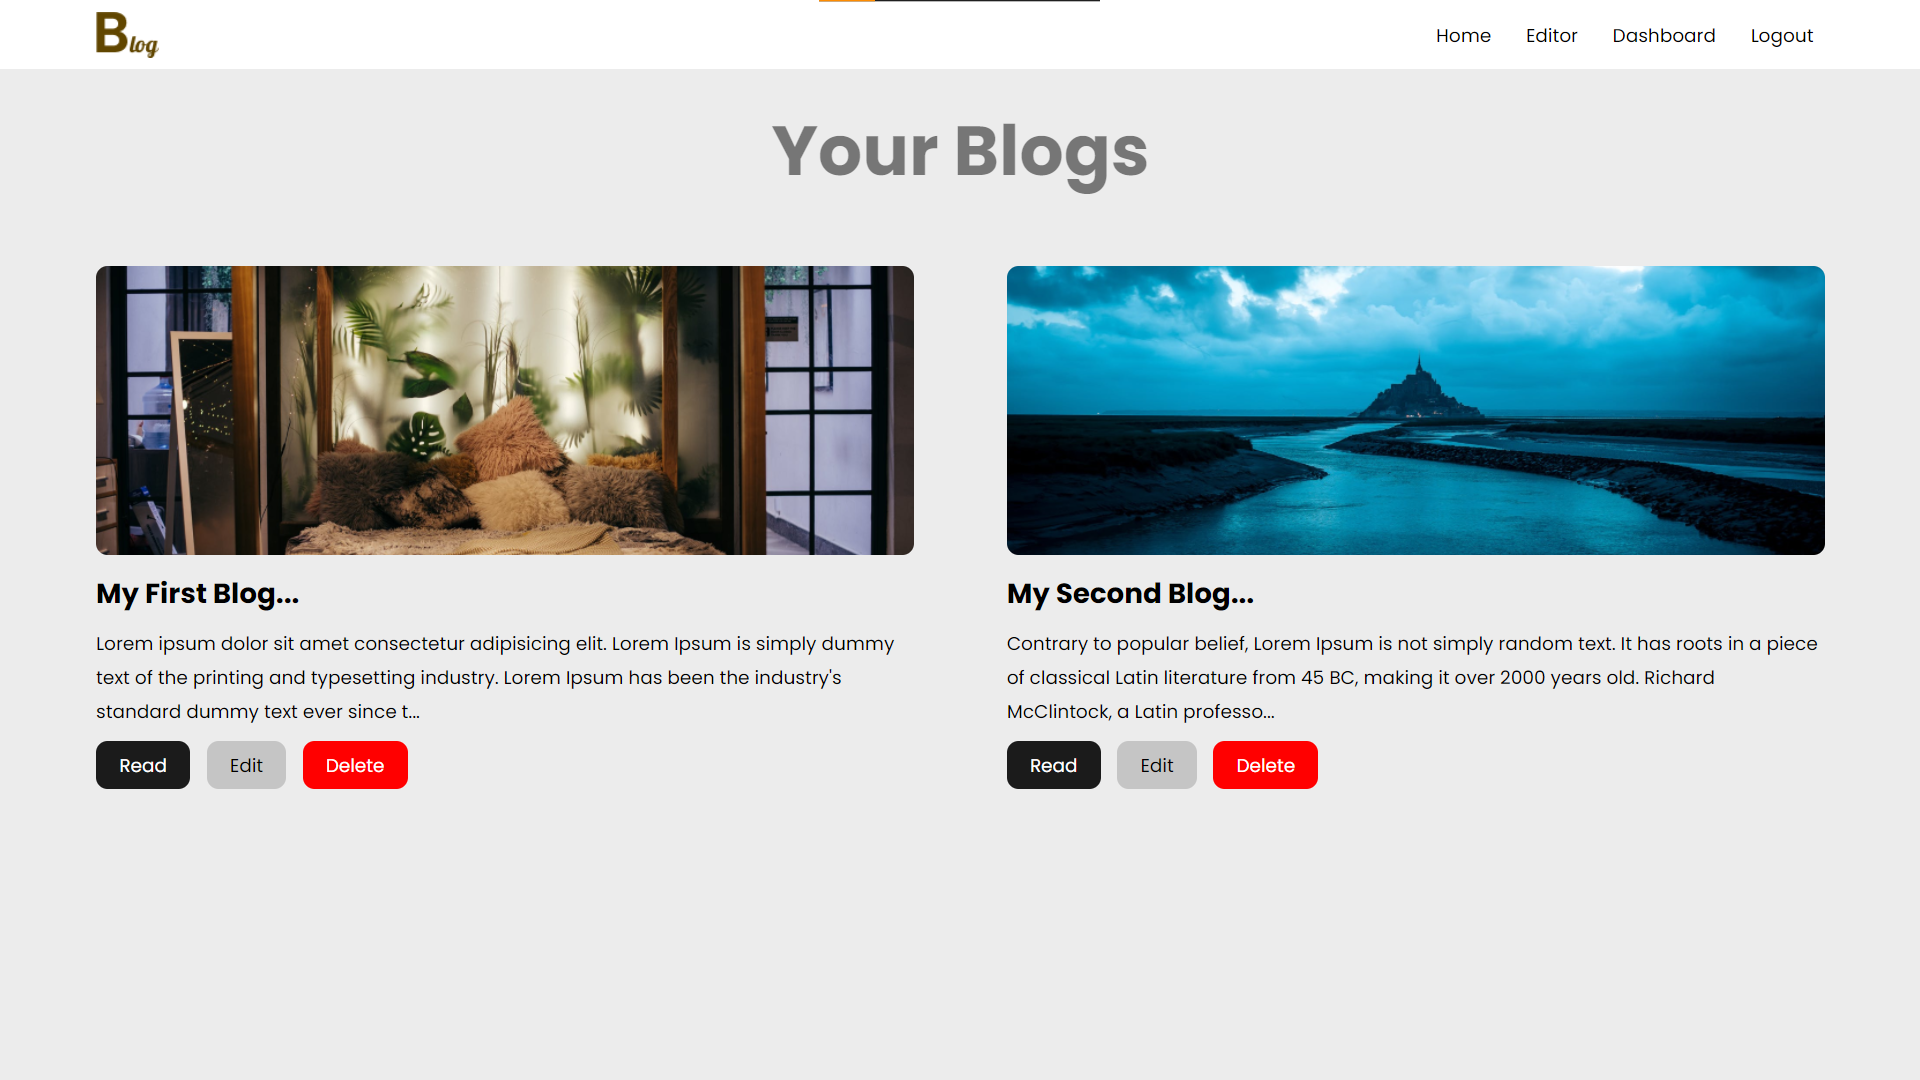 Blog
Home Editor Dashboard Logout
Your Blogs
My First Blog...
Lorem ipsum dolor sit amet consectetur adipisicing elit. Lorem Ipsum is simply dummy
text of the printing and typesetting industry. Lorem Ipsum has been the industry's
standard dummy text ever since t...
Read Edit Delete
My Second Blog...
Contrary to popular belief, Lorem Ipsum is not simply random text. It has roots in a piece
of classical Latin literature from 45 BC, making it over 2000 years old. Richard
McClintock, a Latin professo...
Read Edit Delete